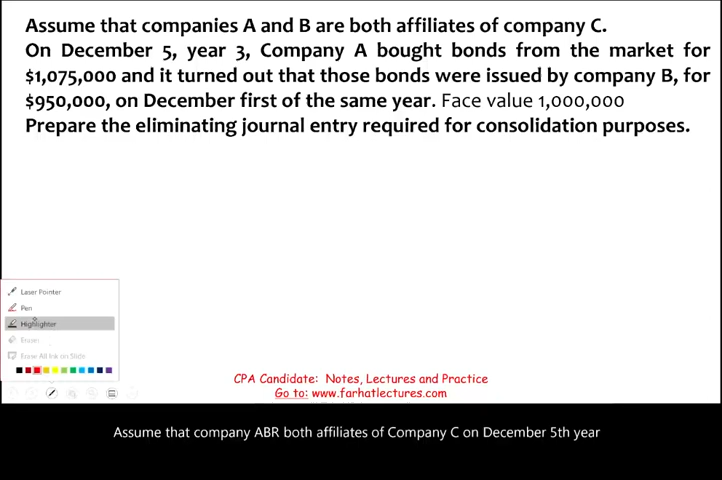 Assume that companies A and B are both affiliates of company C.
On December 5, year 3, Company A bought bonds from the market for
$1,075,000 and it turned out that those bonds were issued by company B, for
$950,000, on December first of the same year. Face value 1,000,000
Prepare the eliminating journal entry required for consolidation purposes.
Laser Pointer
Pen
Highlighter
Eraser
Erase All Ink on Slide
CPA Candidate: Notes, Lectures and Practice
Go to: www.farhatlectures.com
Assume that company ABR both affiliates of Company C on December 5th year